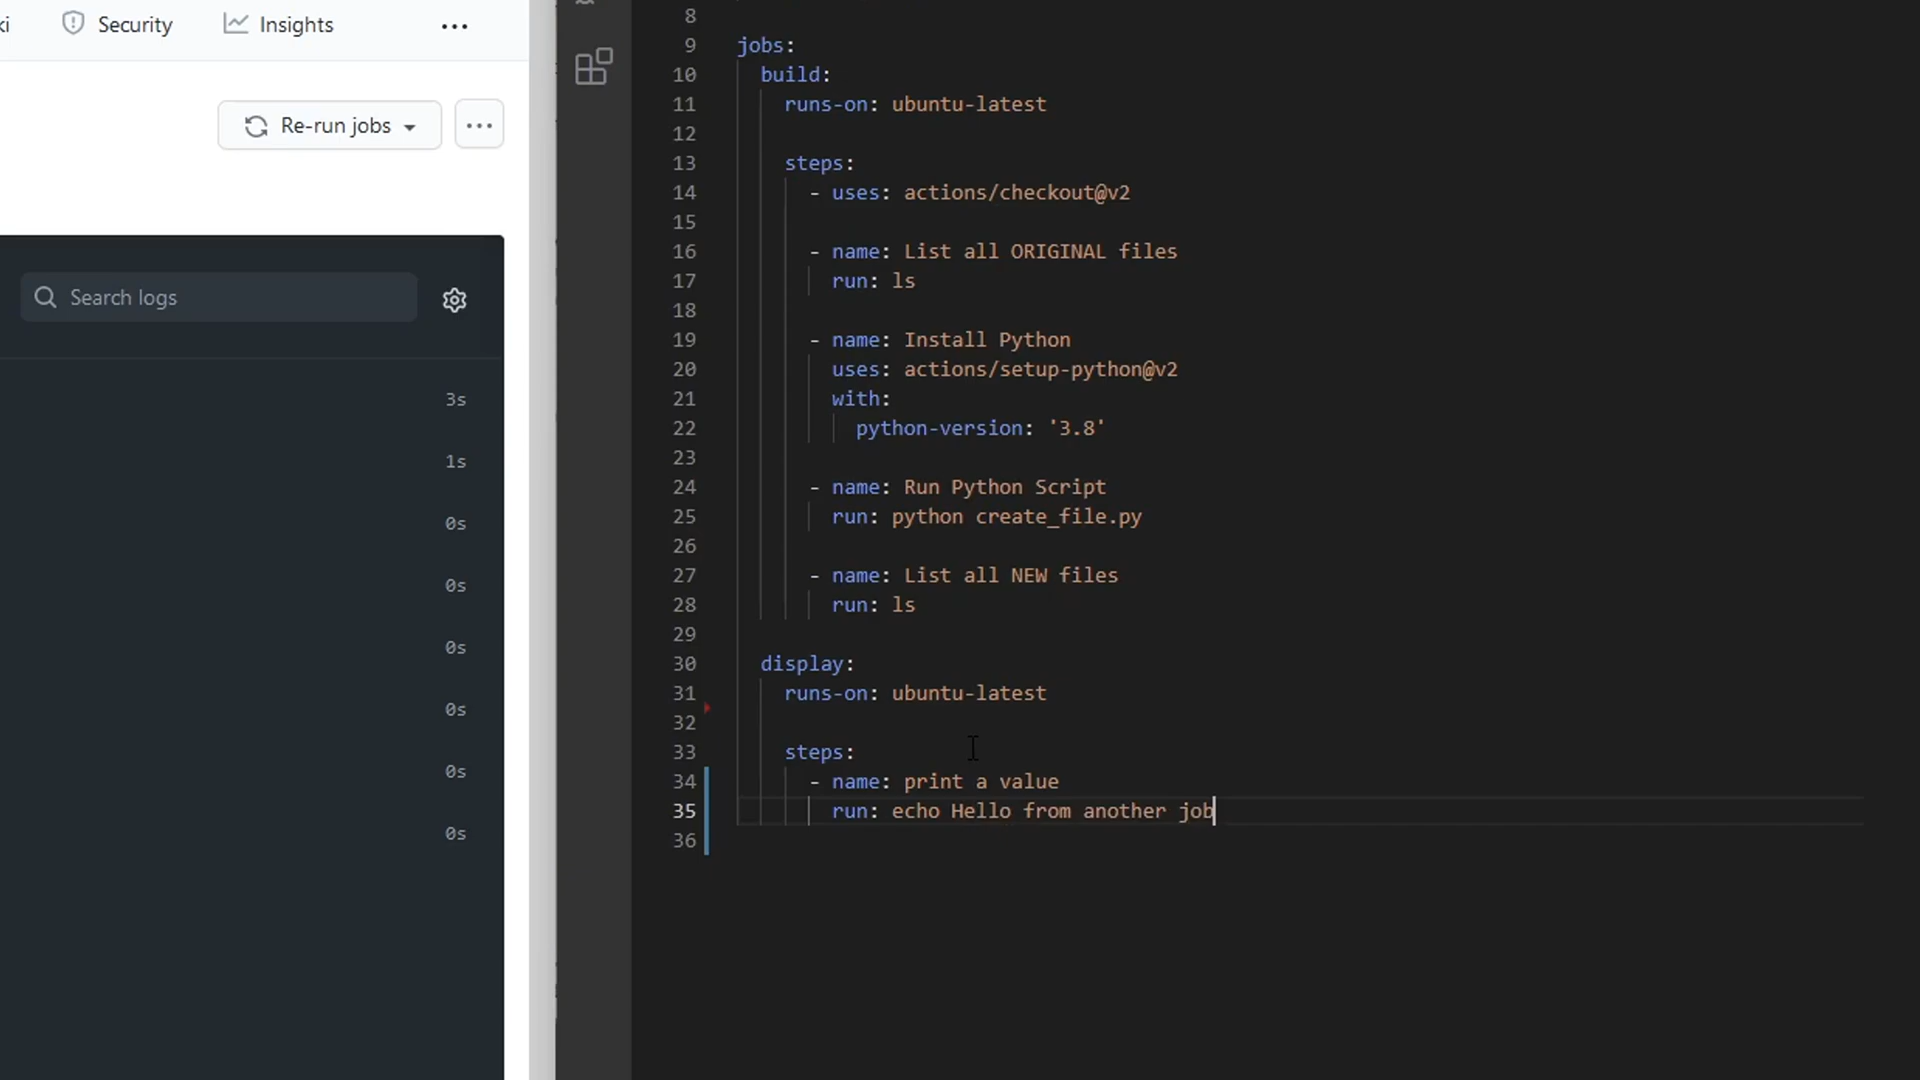 ki Security Insights ...
Re-run jobs ...
Search logs
3s
1s
0s
0s
0s
0s
0s
0s
8
9 jobs:
10 build:
11 runs-on: ubuntu-latest
12
13 steps:
14 - uses: actions/checkout@v2
15
16 - name: List all ORIGINAL files
17 run: ls
18
19 - name: Install Python
20 uses: actions/setup-python@v2
21 with:
22 python-version: '3.8'
23
24 - name: Run Python Script
25 run: python create_file.py
26
27 - name: List all NEW files
28 run: ls
29
30 display:
31 runs-on: ubuntu-latest
32
33 steps:
34 - name: print a value
35 run: echo Hello from another job
36